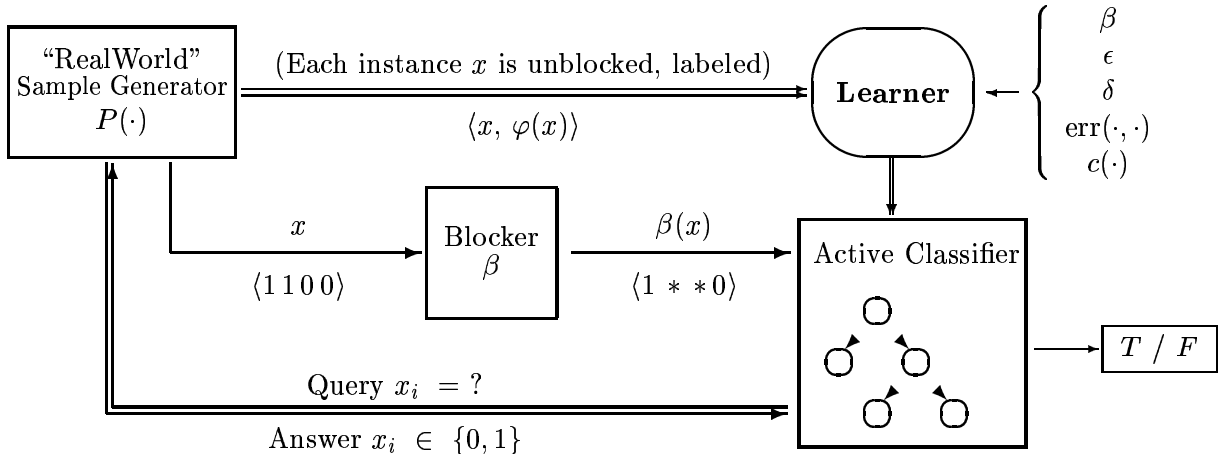 “RealWorld”
Sample Generator
P(·)
(Each instance x is unblocked, labeled)
⟨x, φ(x)⟩
Learner
β
ϵ
δ
err(·, ·)
c(·)
x
⟨1 1 0 0⟩
Blocker
β
β(x)
⟨1 * * 0⟩
Active Classifier
T / F
Query x_i = ?
Answer x_i ∈ {0, 1}